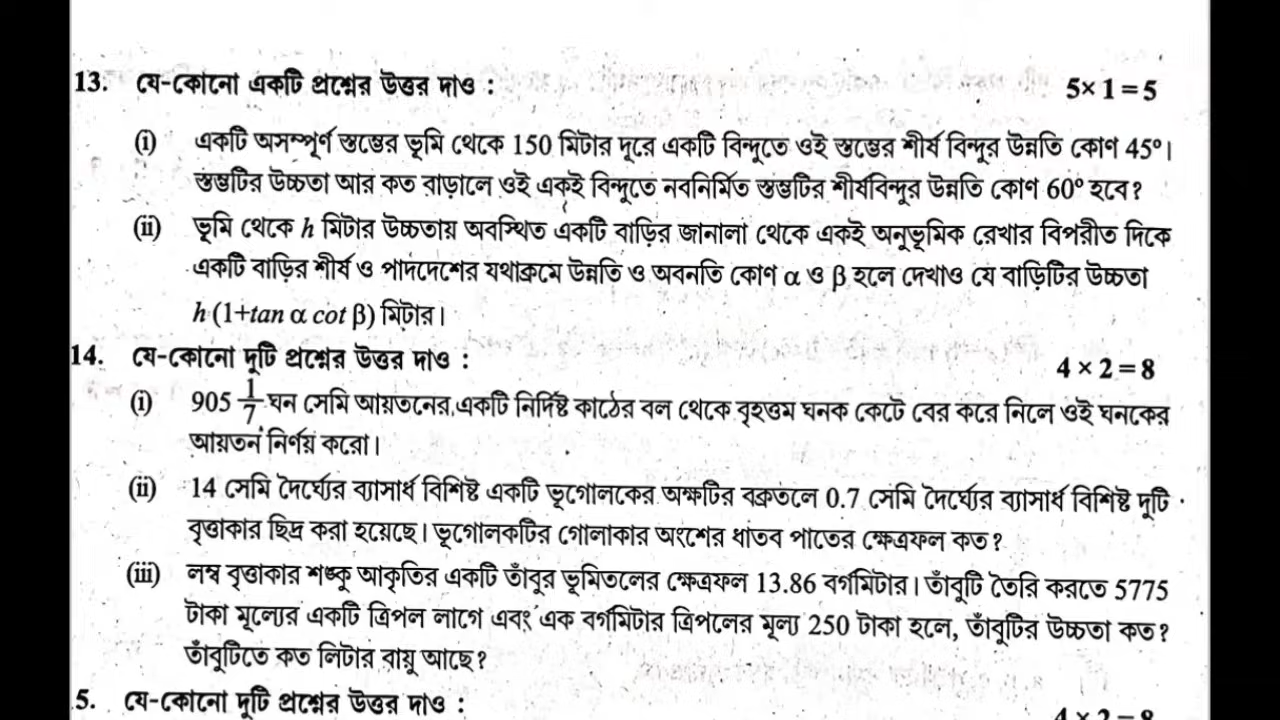 13. যে-কোনো একটি প্রশ্নের উত্তর দাও : 5× 1 = 5
(i) একটি অসম্পূর্ণ স্তম্ভের ভূমি থেকে 150 মিটার দূরে একটি বিন্দুতে ওই স্তম্ভের শীর্ষ বিন্দুর উন্নতি কোণ 45°।
স্তম্ভটির উচ্চতা আর কত বাড়ালে ওই একই বিন্দুতে নবনির্মিত স্তম্ভটির শীর্ষবিন্দুর উন্নতি কোণ 60° হবে?
(ii) ভূমি থেকে h মিটার উচ্চতায় অবস্থিত একটি বাড়ির জানালা থেকে একই অনুভূমিক রেখার বিপরীত দিকে
একটি বাড়ির শীর্ষ ও পাদদেশের যথাক্রমে উন্নতি ও অবনতি কোণ α ও β হলে দেখাও যে বাড়িটির উচ্চতা
h (1+tan α cot β) মিটার।
14. যে-কোনো দুটি প্রশ্নের উত্তর দাও : 4 × 2 = 8
(i) 905 1/7 ঘন সেমি আয়তনের একটি নির্দিষ্ট কাঠের বল থেকে বৃহত্তম ঘনক কেটে বের করে নিলে ওই ঘনকের
আয়তন নির্ণয় করো।
(ii) 14 সেমি দৈর্ঘ্যের ব্যাসার্ধ বিশিষ্ট একটি ভূগোলকের অক্ষটির বক্রতলে 0.7 সেমি দৈর্ঘ্যের ব্যাসার্ধ বিশিষ্ট দুটি
বৃত্তাকার ছিদ্র করা হয়েছে। ভূগোলকটির গোলাকার অংশের ধাতব পাতের ক্ষেত্রফল কত?
(iii) লম্ব বৃত্তাকার শঙ্কু আকৃতির একটি তাঁবুর ভূমিতলের ক্ষেত্রফল 13.86 বর্গমিটার। তাঁবুটি তৈরি করতে 5775
টাকা মূল্যের একটি ত্রিপল লাগে এবং এক বর্গমিটার ত্রিপলের মূল্য 250 টাকা হলে, তাঁবুটির উচ্চতা কত?
তাঁবুটিতে কত লিটার বায়ু আছে?
5. যে-কোনো দুটি প্রশ্নের উত্তর দাও : 4 × 2 = 8